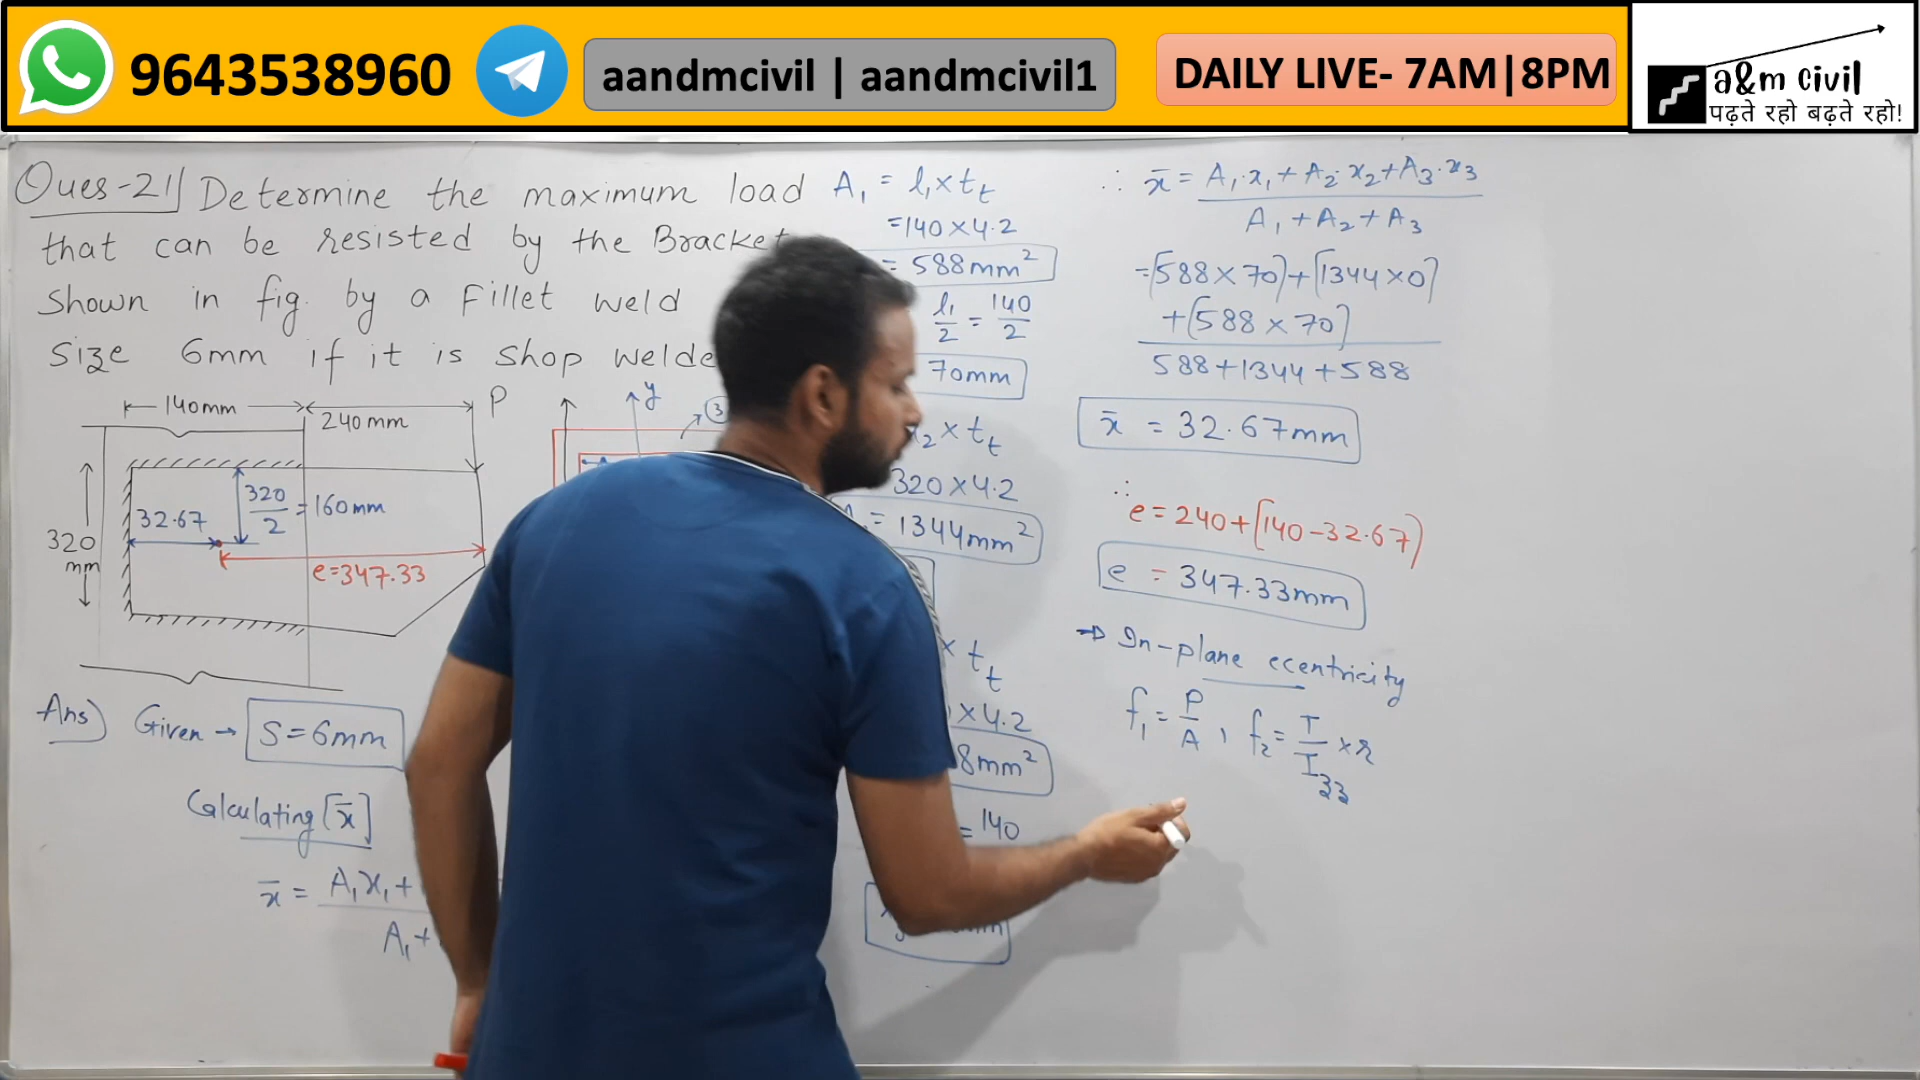 9643538960
aandmcivil | aandmcivil1
DAILY LIVE- 7AM|8PM
a&m civil
पढ़ते रहो बढ़ते रहो!
Ques-21) Determine the maximum load
that can be resisted by the Bracket
shown in fig. by a Fillet weld
Size 6mm if it is shop welde
140mm
240 mm
P
320/2 = 160mm
32.67
320
mm
e=347.33
y
3
Ans) Given → S=6mm
Calculating [x̄]
x̄ = A₁x₁+
A₁+
A₁ = l₁×tₜ
=140×4.2
= 588mm²
l₁/2 = 140/2
70mm
₂×tₜ
320×4.2
= 1344mm²
× tₜ
×4.2
8mm²
=140
∴ x̄ = A₁.x₁+A₂.x₂+A₃.x₃
A₁+A₂+A₃
=[588×70]+[1344×0]
+[588×70]
588+1344+588
x̄ = 32.67mm
∴
e = 240+[140-32.67]
e = 347.33mm
⇒ In-plane eccentricity
f₁ = P/A , f₂ = T/I₃₃ × r